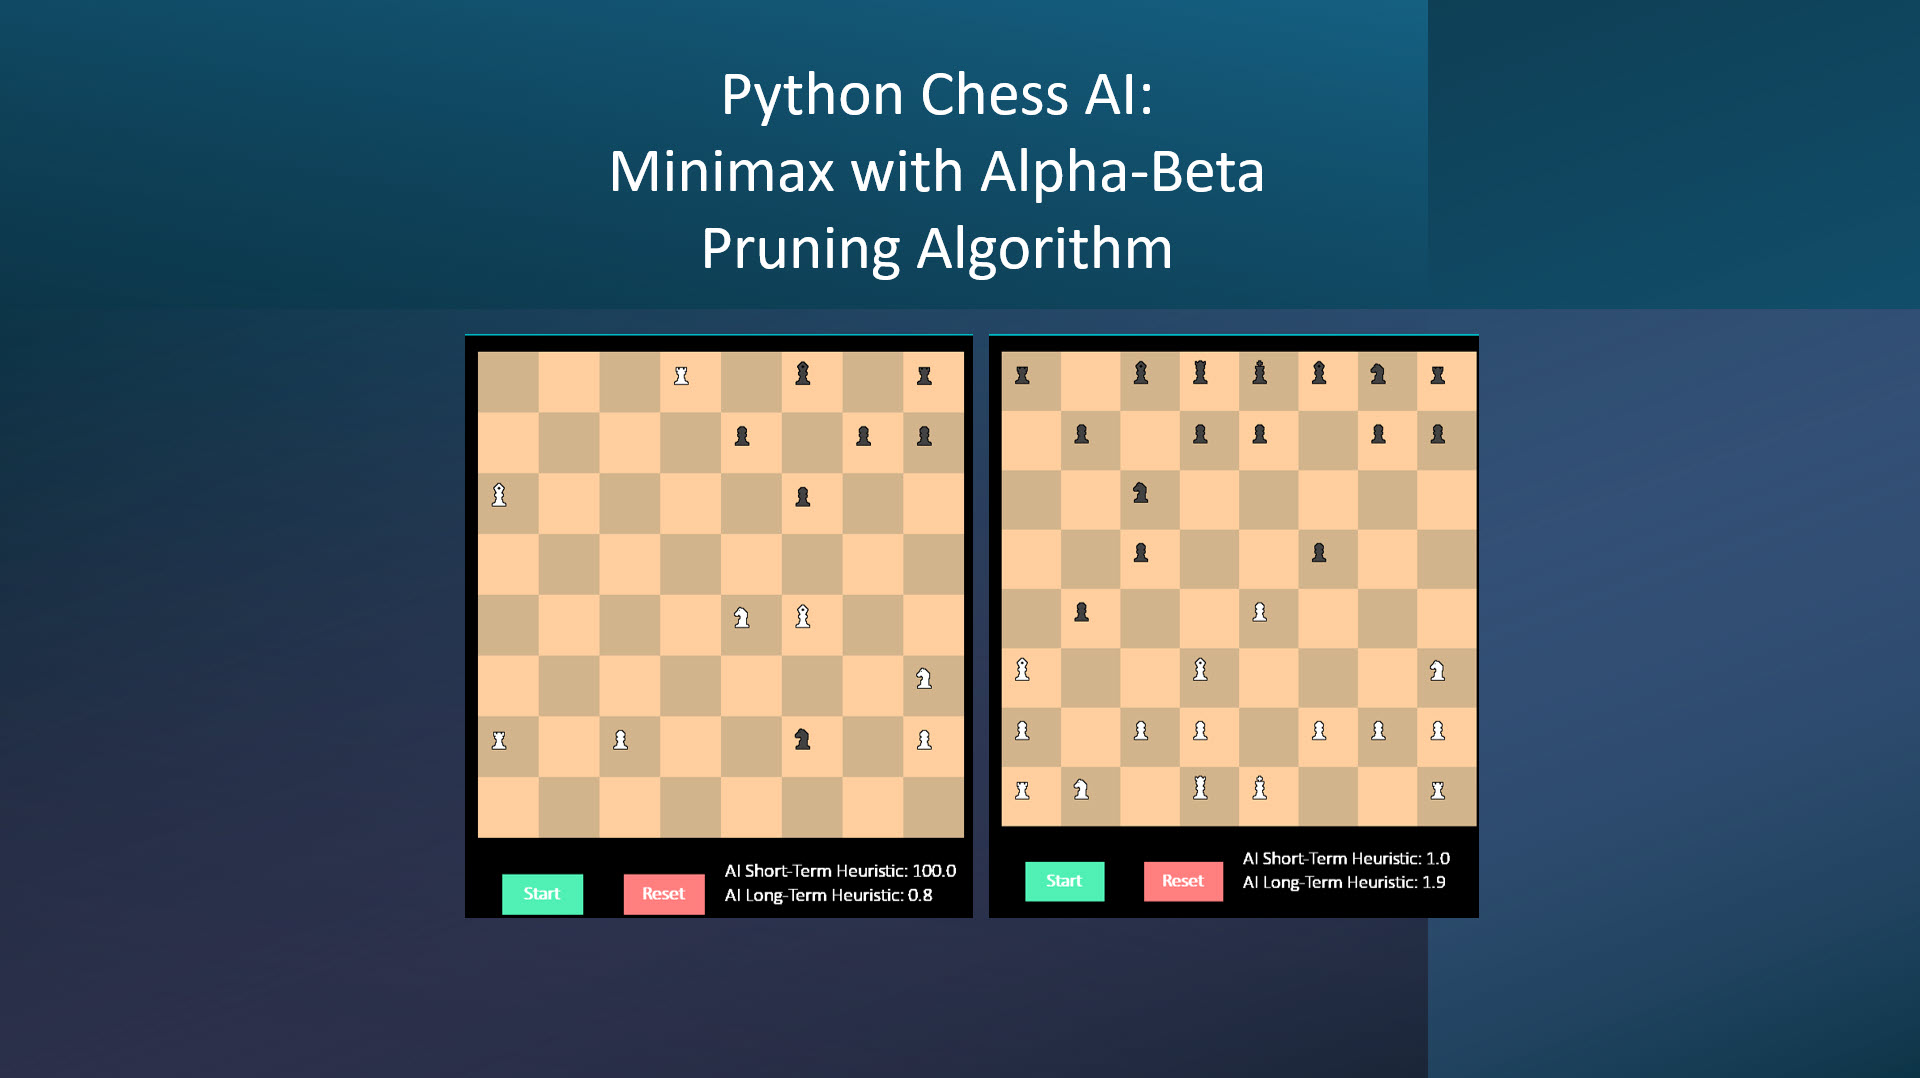 Python Chess AI:
Minimax with Alpha-Beta
Pruning Algorithm
Start
Reset
AI Short-Term Heuristic: 100.0
AI Long-Term Heuristic: 0.8
Start
Reset
AI Short-Term Heuristic: 1.0
AI Long-Term Heuristic: 1.9